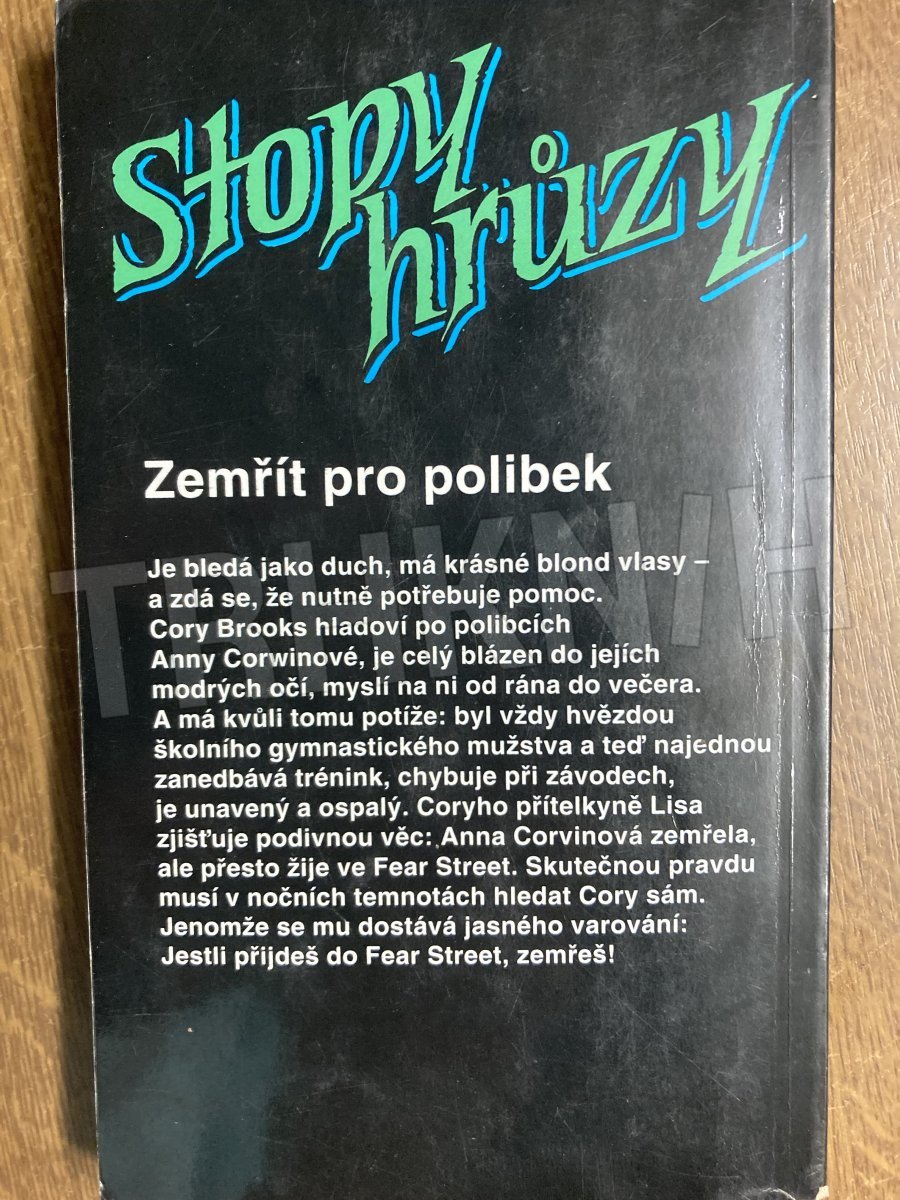 Stopy
hrůzy
Zemřít pro polibek
Je bledá jako duch, má krásné blond vlasy –
a zdá se, že nutně potřebuje pomoc.
Cory Brooks hladoví po polibcích
Anny Corwinové, je celý blázen do jejích
modrých očí, myslí na ni od rána do večera.
A má kvůli tomu potíže: byl vždy hvězdou
školního gymnastického mužstva a teď najednou
zanedbává trénink, chybuje při závodech,
je unavený a ospalý. Coryho přítelkyně Lisa
zjišťuje podivnou věc: Anna Corvinová zemřela,
ale přesto žije ve Fear Street. Skutečnou pravdu
musí v nočních temnotách hledat Cory sám.
Jenomže se mu dostává jasného varování:
Jestli přijdeš do Fear Street, zemřeš!